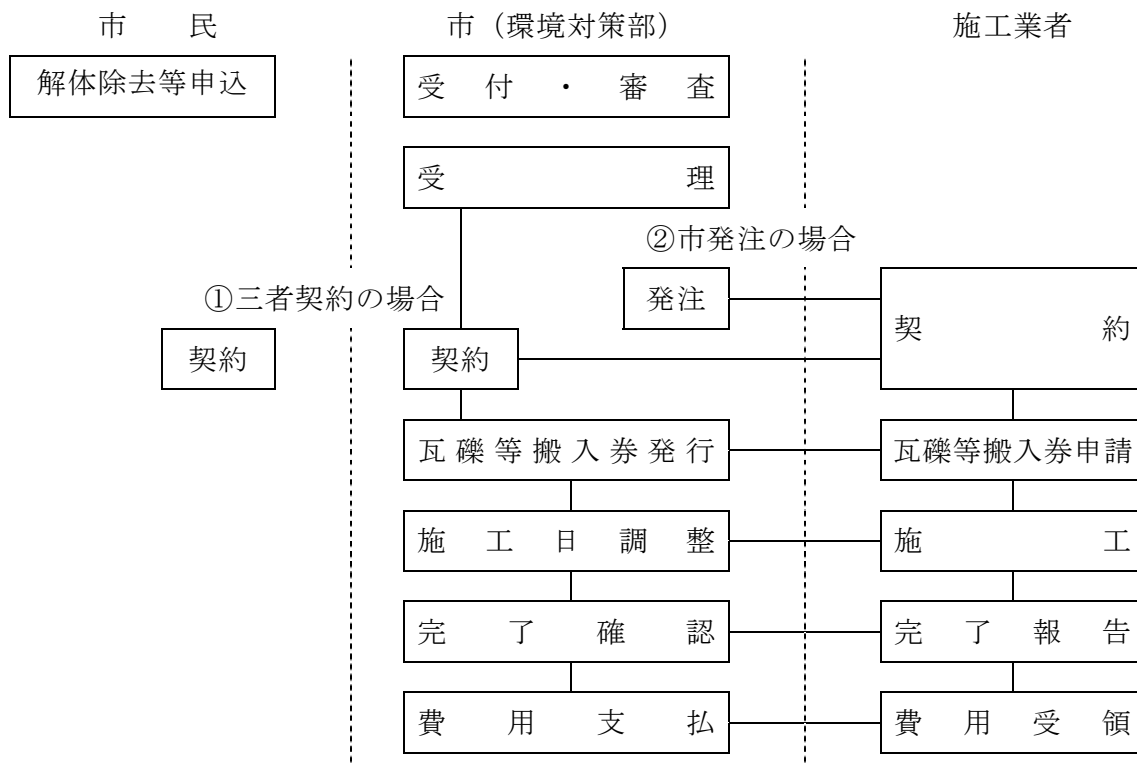 市民 市（環境対策部） 施工業者
解体除去等申込 受付・審査
受理
②市発注の場合
①三者契約の場合 発注
契約
契約 契約
瓦礫等搬入券発行 瓦礫等搬入券申請
施工日調整 施工
完了確認 完了報告
費用支払 費用受領